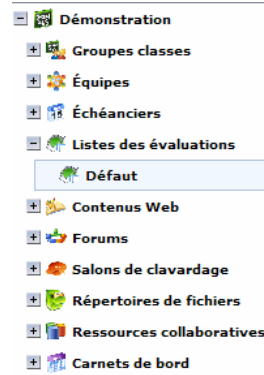 Démonstration
Groupes classes
Équipes
Échéanciers
Listes des évaluations
Défaut
Contenus Web
Forums
Salons de clavardage
Répertoires de fichiers
Ressources collaboratives
Carnets de bord